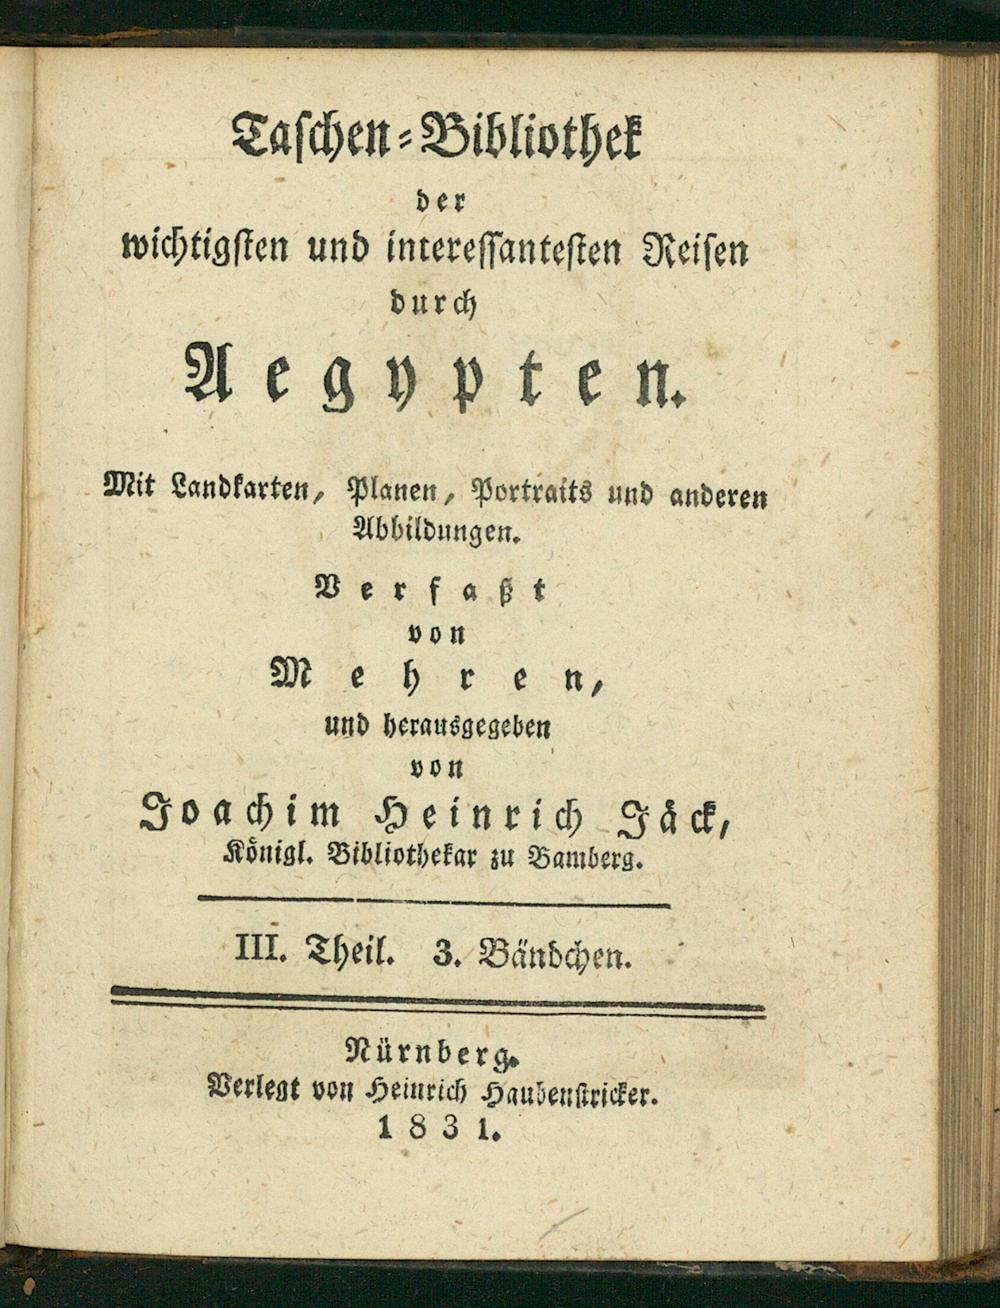 Taſchen-Bibliothek
der
wichtigſten und intereſſanteſten Reiſen
durch
Aegypten.
Mit Landkarten, Planen, Portraits und anderen
Abbildungen.
Verfaßt
von
Mehren,
und herausgegeben
von
Joachim Heinrich Jäck,
Königl. Bibliothekar zu Bamberg.
III. Theil. 3. Bändchen.
Nürnberg.
Verlegt von Heinrich Haubenſtricker.
1831.